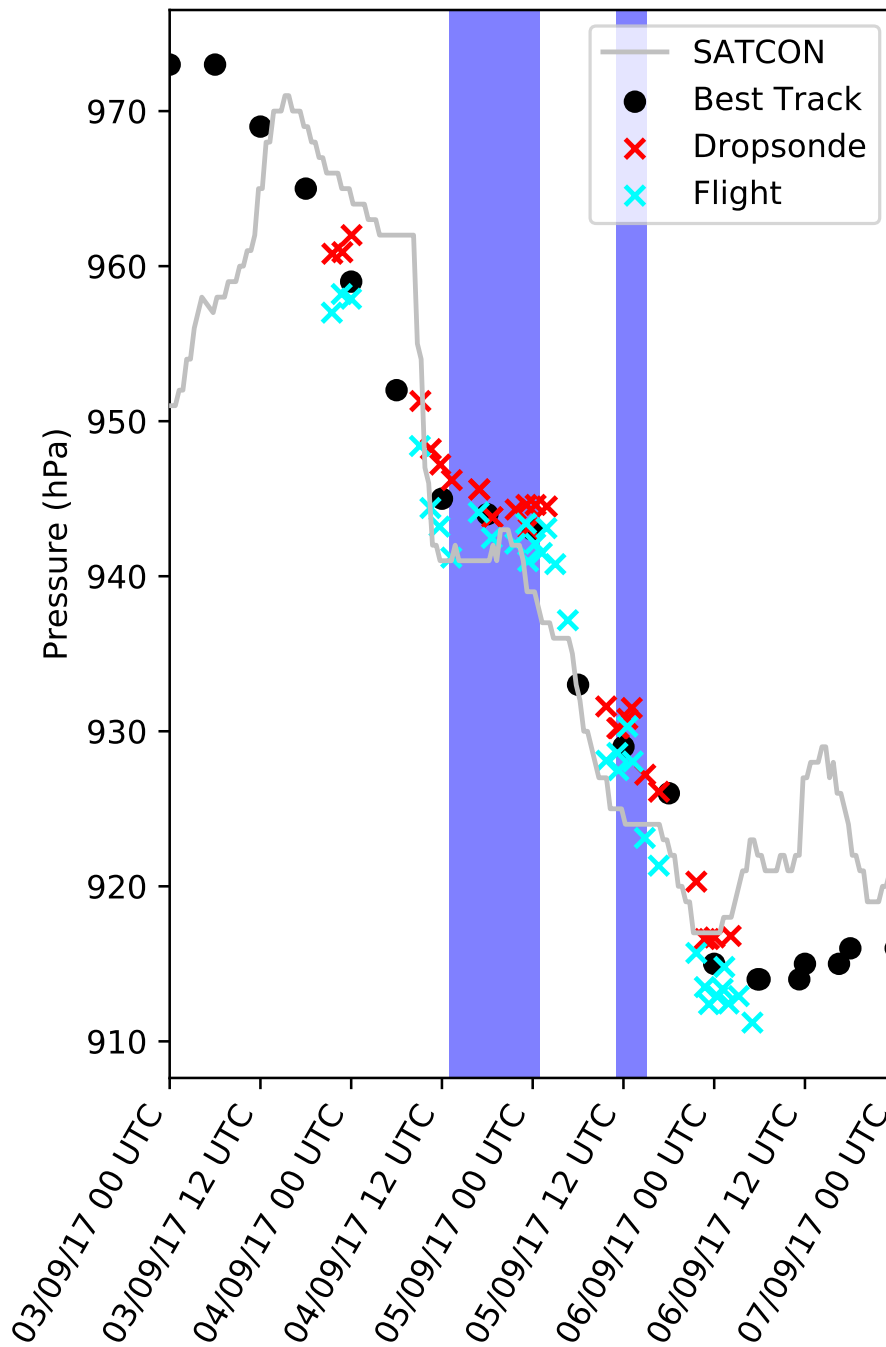 SATCON
Best Track
Dropsonde
Flight
970
960
950
940
930
920
910
Pressure (hPa)
03/09/17 00 UTC
03/09/17 12 UTC
04/09/17 00 UTC
04/09/17 12 UTC
05/09/17 00 UTC
05/09/17 12 UTC
06/09/17 00 UTC
06/09/17 12 UTC
07/09/17 00 UTC